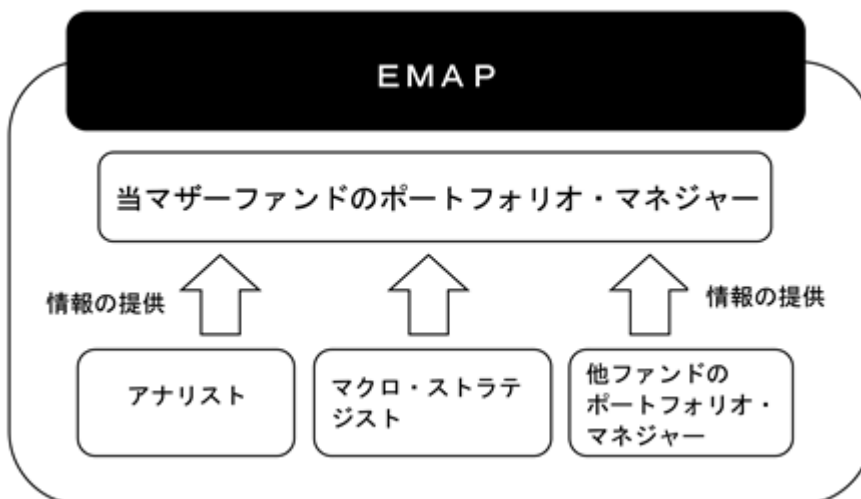 ＥＭＡＰ
当マザーファンドのポートフォリオ・マネジャー
情報の提供
情報の提供
アナリスト
マクロ・ストラテ
ジスト
他ファンドの
ポートフォリオ・
マネジャー